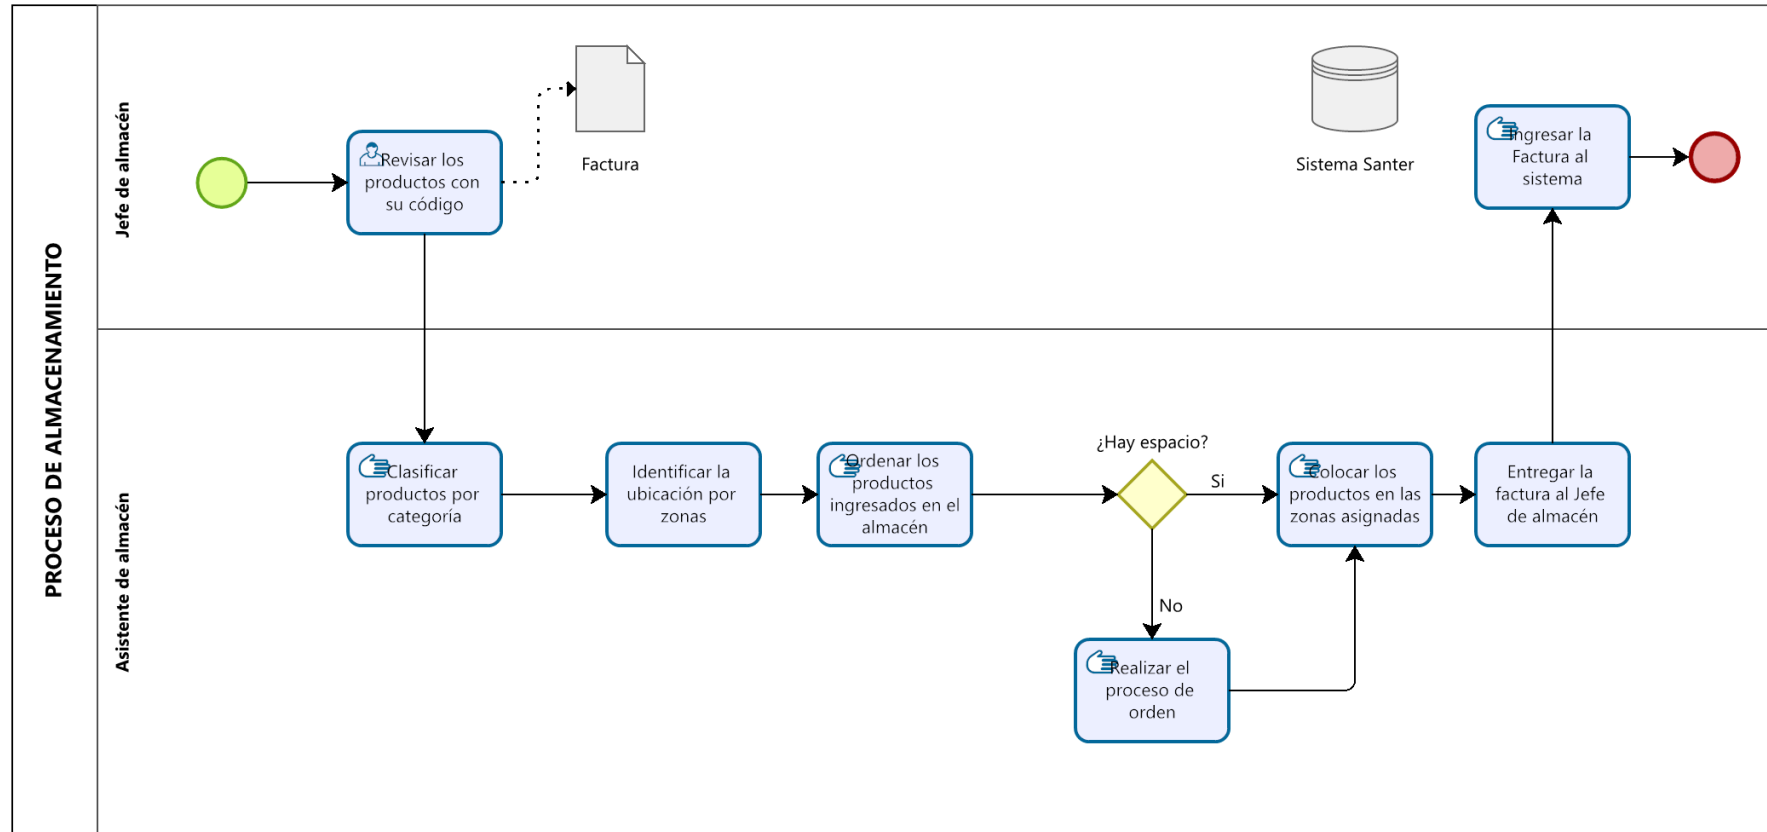 PROCESO DE ALMACENAMIENTO
Jefe de almacén
Revisar los
productos con
su código
Factura
Sistema Santer
Ingresar la
Factura al
sistema
Asistente de almacén
Clasificar
productos por
categoría
Identificar la
ubicación por
zonas
Ordenar los
productos
ingresados en el
almacén
¿Hay espacio?
Si
No
Colocar los
productos en las
zonas asignadas
Entregar la
factura al Jefe
de almacén
Realizar el
proceso de
orden